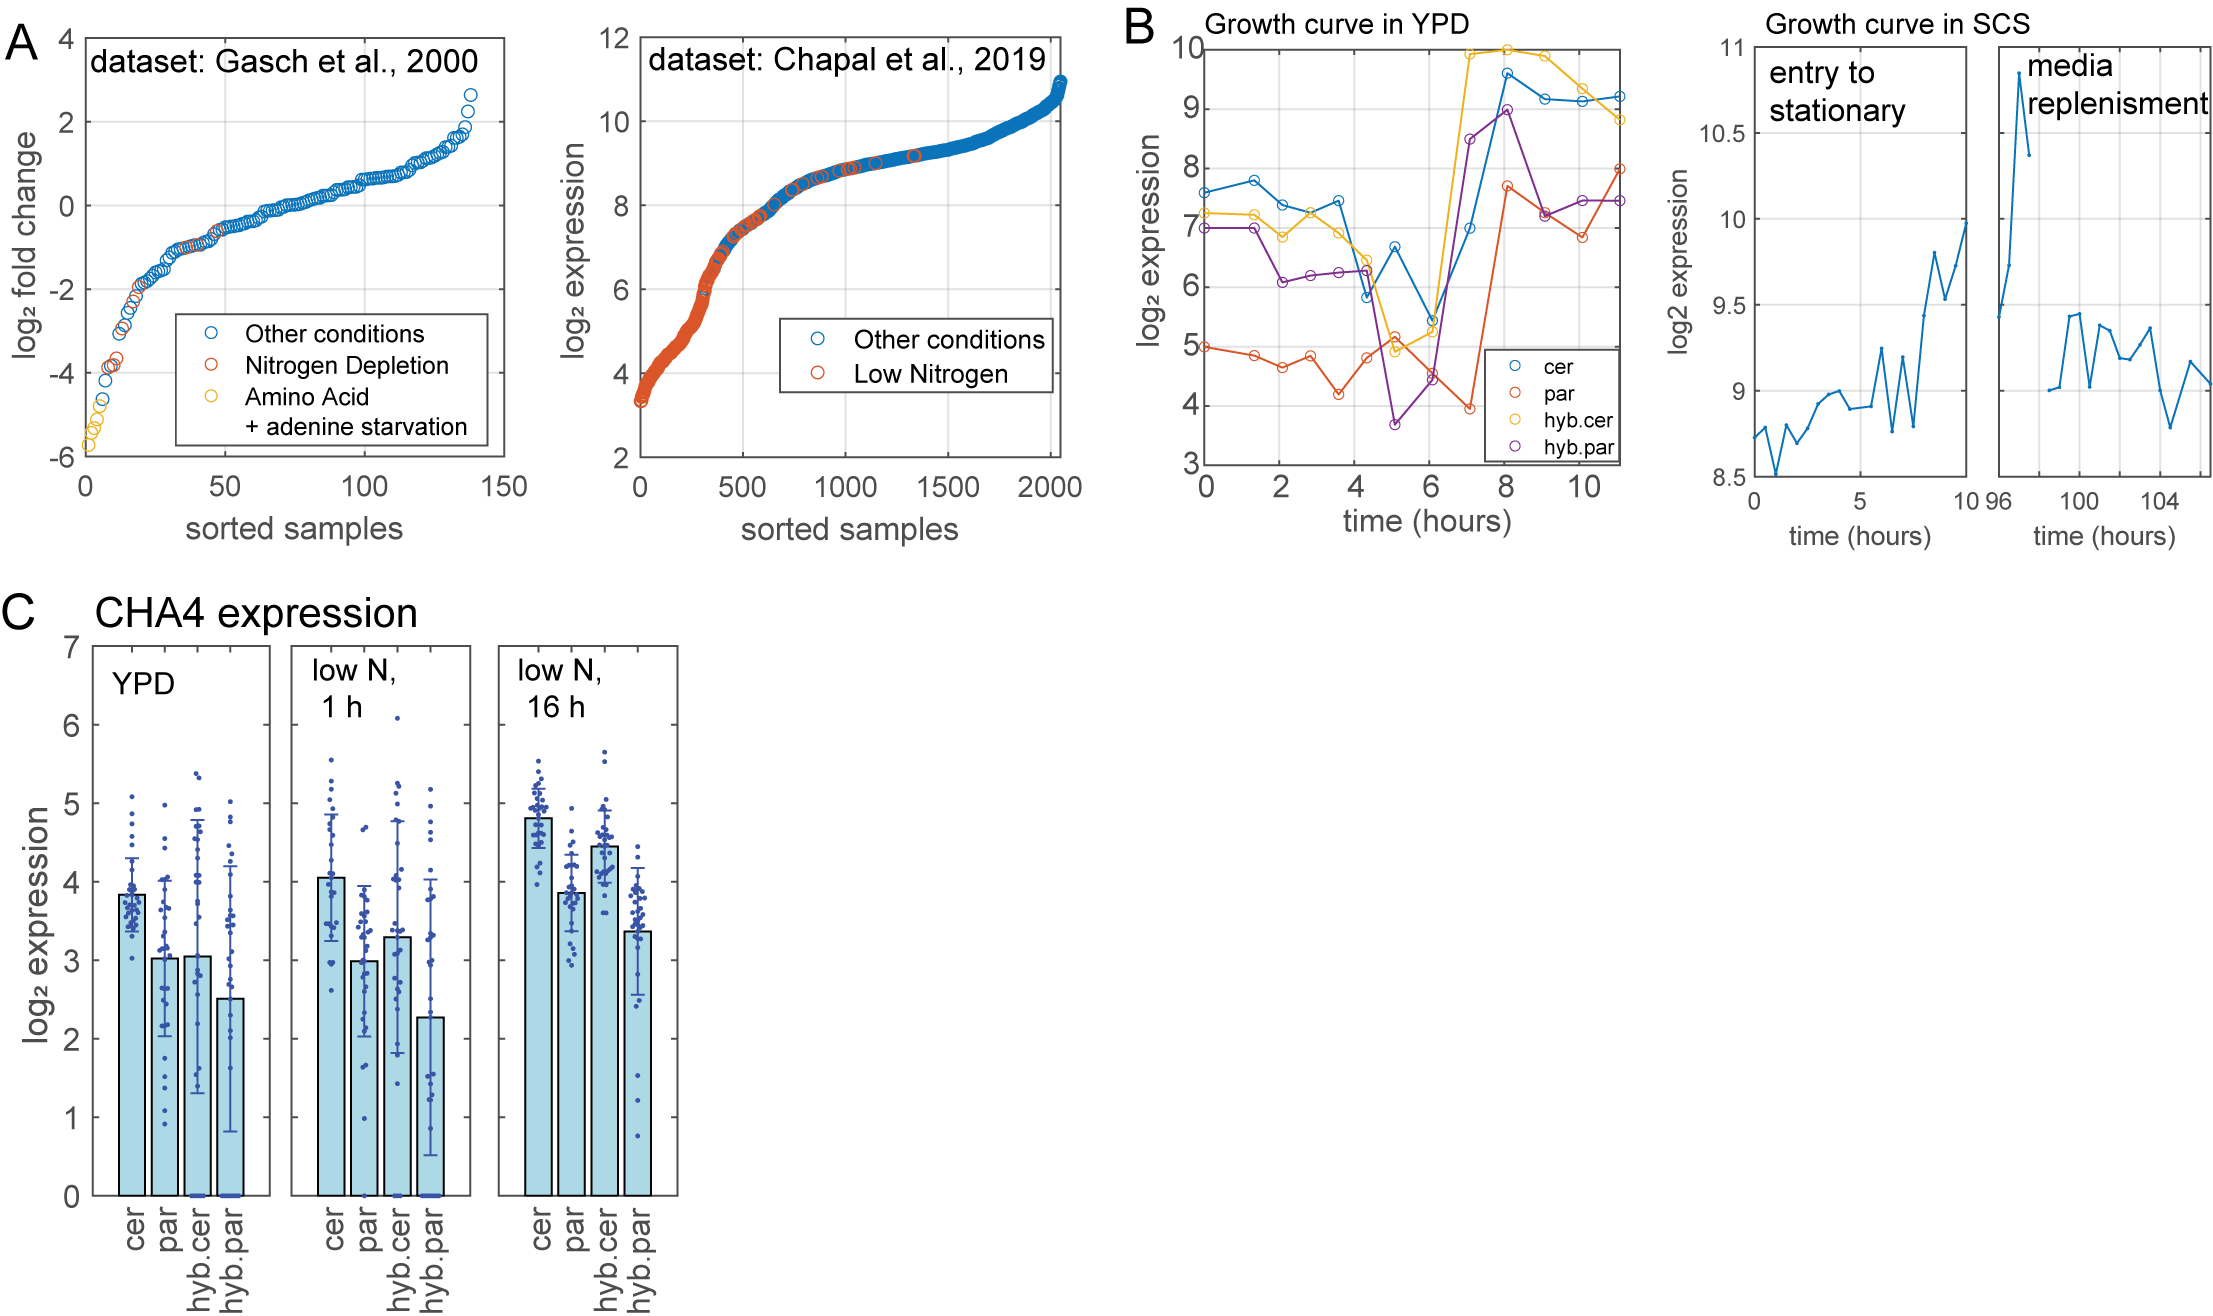 A
dataset: Gasch et al., 2000
log₂ fold change
4
2
0
-2
-4
-6
Other conditions
Nitrogen Depletion
Amino Acid
+ adenine starvation
0 50 100 150
sorted samples
dataset: Chapal et al., 2019
log₂ expression
12
10
8
6
4
2
Other conditions
Low Nitrogen
0 500 1000 1500 2000
sorted samples
B
Growth curve in YPD
log₂ expression
10
9
8
7
6
5
4
3
cer
par
hyb.cer
hyb.par
0 2 4 6 8 10
time (hours)
Growth curve in SCS
log2 expression
11
10.5
10
9.5
9
8.5
entry to
stationary
0 5 10
time (hours)
media
replenisment
96 100 104
time (hours)
C
CHA4 expression
log₂ expression
7
6
5
4
3
2
1
0
YPD
cer
par
hyb.cer
hyb.par
low N,
1 h
cer
par
hyb.cer
hyb.par
low N,
16 h
cer
par
hyb.cer
hyb.par